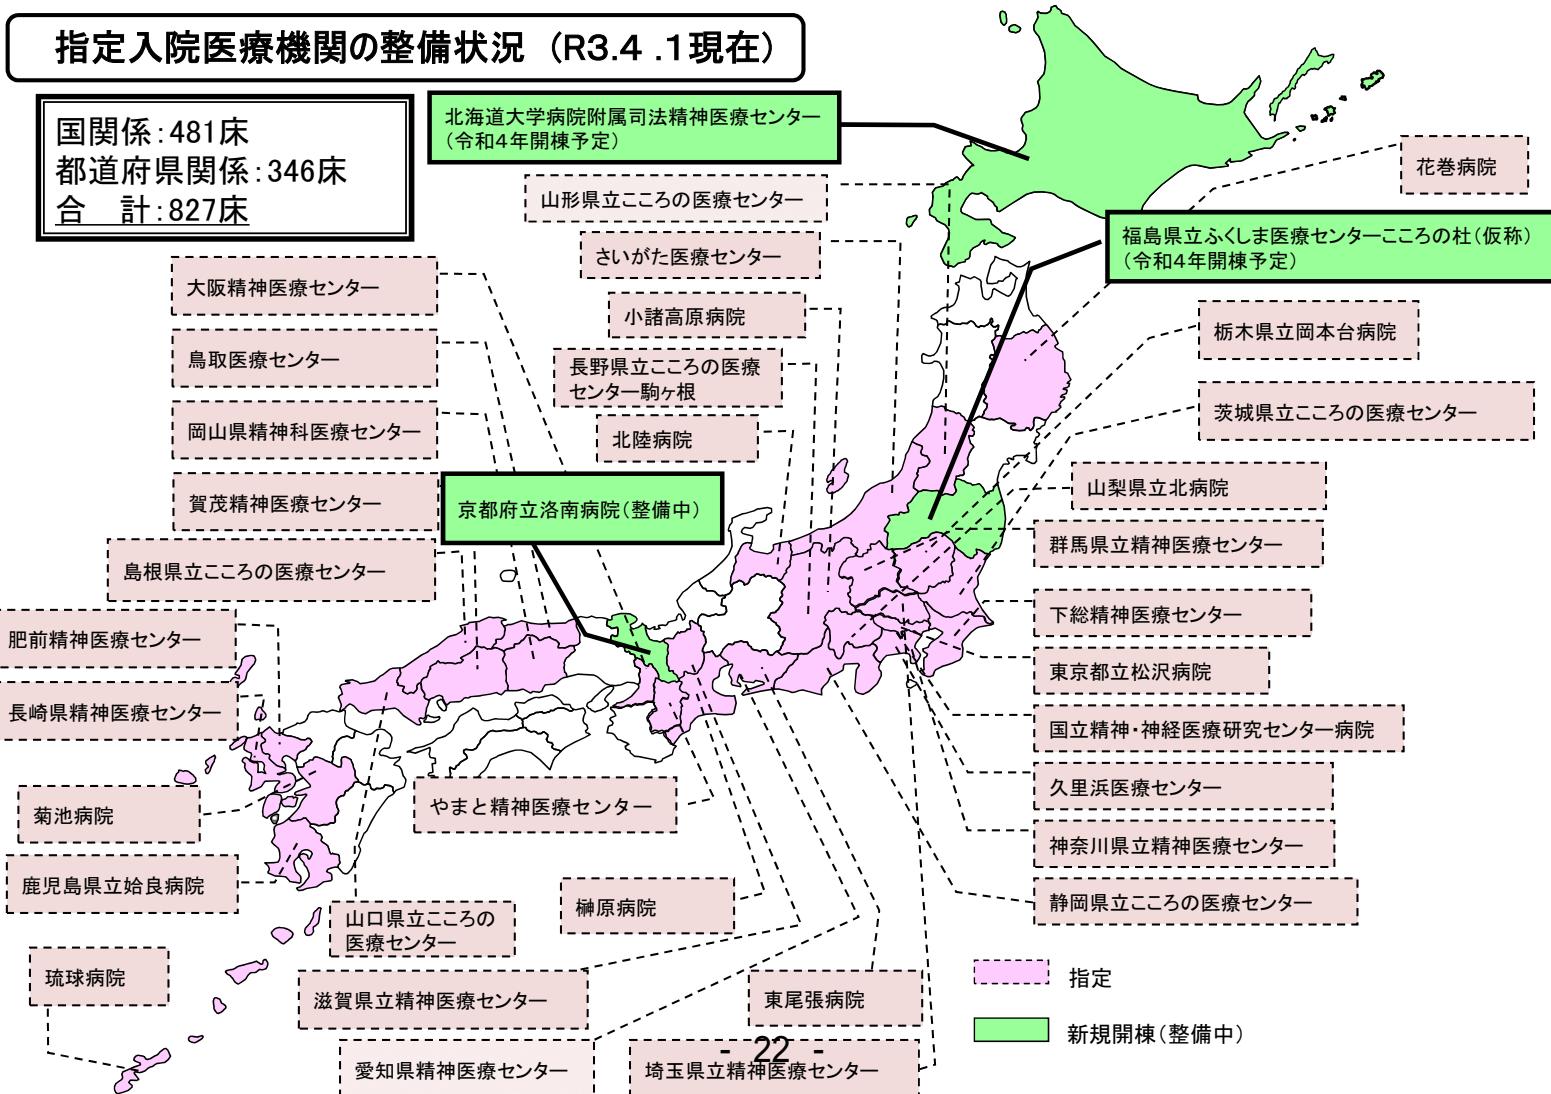 指定入院医療機関の整備状況（R3.4 .1現在）
国関係：481床
都道府県関係：346床
合　計：827床
北海道大学病院附属司法精神医療センター
（令和４年開棟予定）
花巻病院
山形県立こころの医療センター
福島県立ふくしま医療センターこころの杜（仮称）
（令和４年開棟予定）
さいがた医療センター
大阪精神医療センター
小諸高原病院
栃木県立岡本台病院
鳥取医療センター
長野県立こころの医療
センター駒ヶ根
茨城県立こころの医療センター
岡山県精神科医療センター
北陸病院
山梨県立北病院
賀茂精神医療センター
京都府立洛南病院（整備中）
群馬県立精神医療センター
島根県立こころの医療センター
下総精神医療センター
肥前精神医療センター
東京都立松沢病院
長崎県精神医療センター
国立精神・神経医療研究センター病院
久里浜医療センター
菊池病院
やまと精神医療センター
神奈川県立精神医療センター
鹿児島県立姶良病院
静岡県立こころの医療センター
山口県立こころの
医療センター
榊原病院
琉球病院
滋賀県立精神医療センター
東尾張病院
指定
新規開棟（整備中）
愛知県精神医療センター
埼玉県立精神医療センター
- 22 -